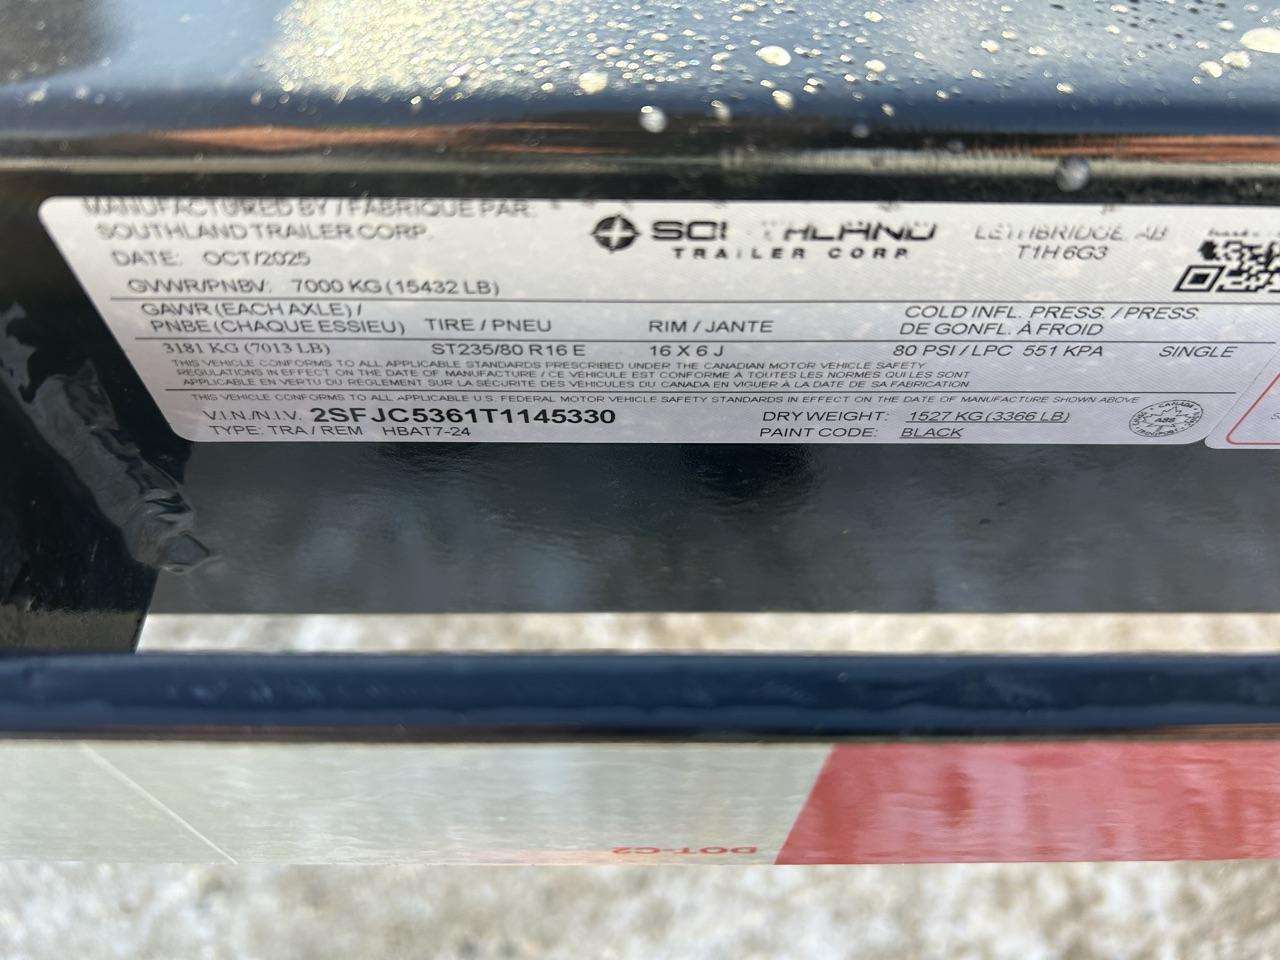 MANUFACTURED BY / FABRIQUÉ PAR:
SOUTHLAND TRAILER CORP.
DATE: OCT/2025
SOUTHLAND
TRAILER CORP.
LETHBRIDGE, AB
T1H 6G3
GVWR/PNBV: 7000 KG (15432 LB)
GAWR (EACH AXLE) / PNBE (CHAQUE ESSIEU) TIRE / PNEU RIM / JANTE COLD INFL. PRESS. / PRESS. DE GONFL. À FROID
3181 KG (7013 LB) ST235/80 R16 E 16 X 6 J 80 PSI / LPC 551 KPA SINGLE
THIS VEHICLE CONFORMS TO ALL APPLICABLE STANDARDS PRESCRIBED UNDER THE CANADIAN MOTOR VEHICLE SAFETY
REGULATIONS IN EFFECT ON THE DATE OF MANUFACTURE / CE VÉHICULE EST CONFORME À TOUTES LES NORMES QUI LES SONT
APPLICABLE EN VERTU DU RÈGLEMENT SUR LA SÉCURITÉ DES VÉHICULES DU CANADA EN VIGUER À LA DATE DE SA FABRICATION
THIS VEHICLE CONFORMS TO ALL APPLICABLE U.S. FEDERAL MOTOR VEHICLE SAFETY STANDARDS IN EFFECT ON THE DATE OF MANUFACTURE SHOWN ABOVE
V.I.N./N.I.V. 2SFJC5361T1145330 DRY WEIGHT: 1527 KG (3366 LB)
TYPE: TRA / REM HBAT7-24 PAINT CODE: BLACK
DOT-C2